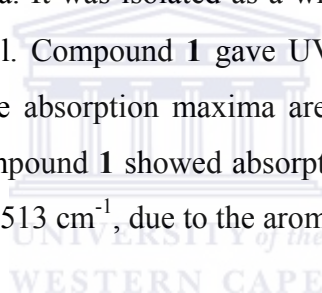 a. It was isolated as a wh
l. Compound 1 gave UV
e absorption maxima are
mpound 1 showed absorpt
513 cm-1, due to the arom
UNIVERSITY of the
WESTERN CAPE